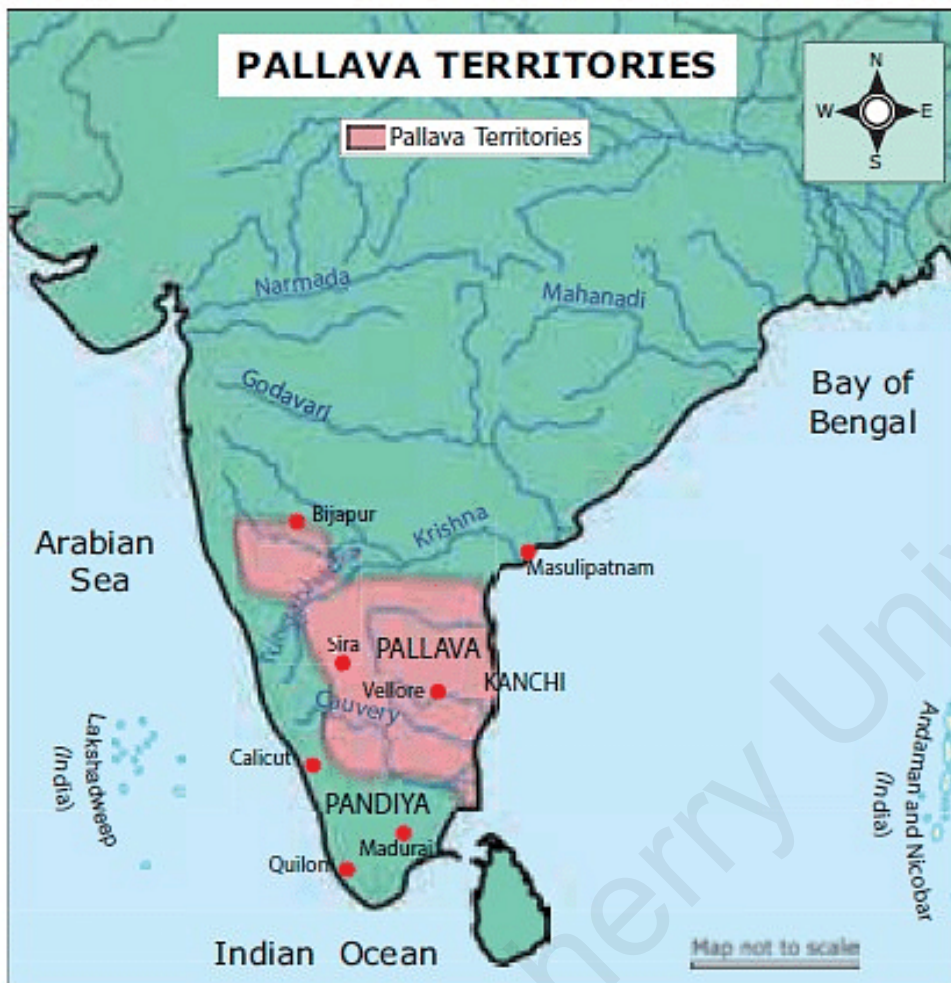 PALLAVA TERRITORIES
N
W
E
S
Pallava Territories
Narmada
Mahanadi
Godavari
Bay of
Bengal
Bijapur
Krishna
Arabian
Sea
Masulipatnam
Sira
PALLAVA
Vellore
KANCHI
Cauvery
Lakshadweep
(India)
Calicut
Andaman and Nicobar
(India)
PANDIYA
Madurai
Quilon
Indian Ocean
Map not to scale